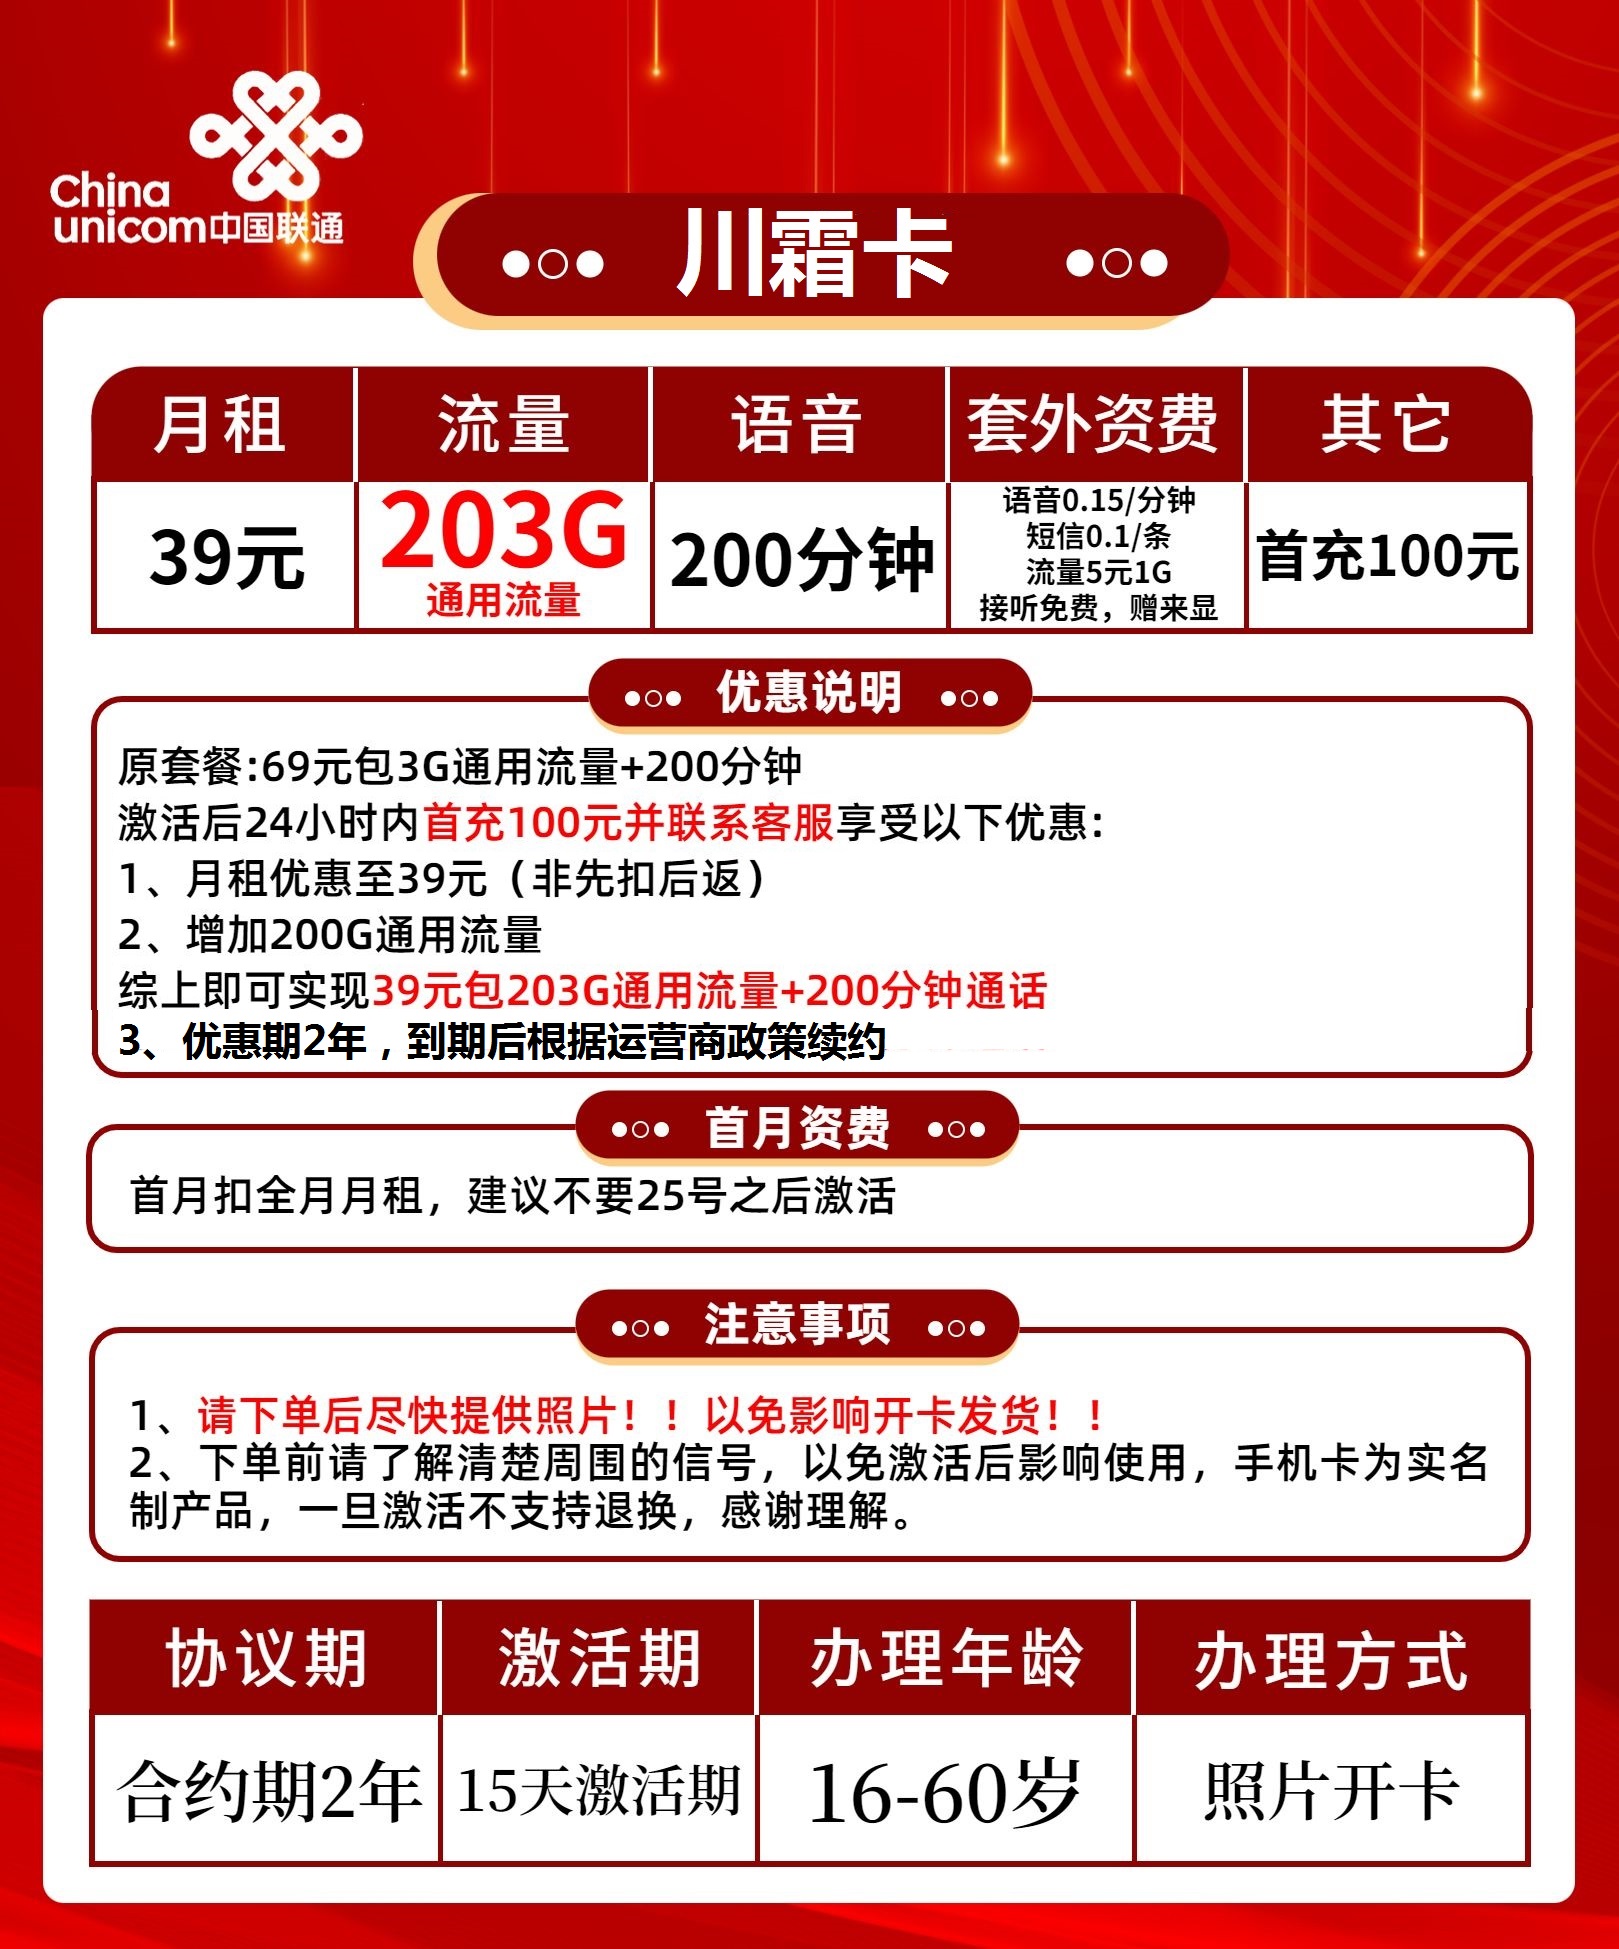 China
unicom中国联通
川霜卡
月租 流量 语音 套外资费 其它
39元
203G
通用流量
200分钟
语音0.15/分钟
短信0.1/条
流量5元1G
接听免费，赠来显
首充100元
优惠说明
原套餐:69元包3G通用流量+200分钟
激活后24小时内首充100元并联系客服享受以下优惠:
1、月租优惠至39元（非先扣后返）
2、增加200G通用流量
综上即可实现39元包203G通用流量+200分钟通话
3、优惠期2年，到期后根据运营商政策续约
首月资费
首月扣全月月租，建议不要25号之后激活
注意事项
1、请下单后尽快提供照片！！以免影响开卡发货！！
2、下单前请了解清楚周围的信号，以免激活后影响使用，手机卡为实名
制产品，一旦激活不支持退换，感谢理解。
协议期 激活期 办理年龄 办理方式
合约期2年 15天激活期 16-60岁 照片开卡